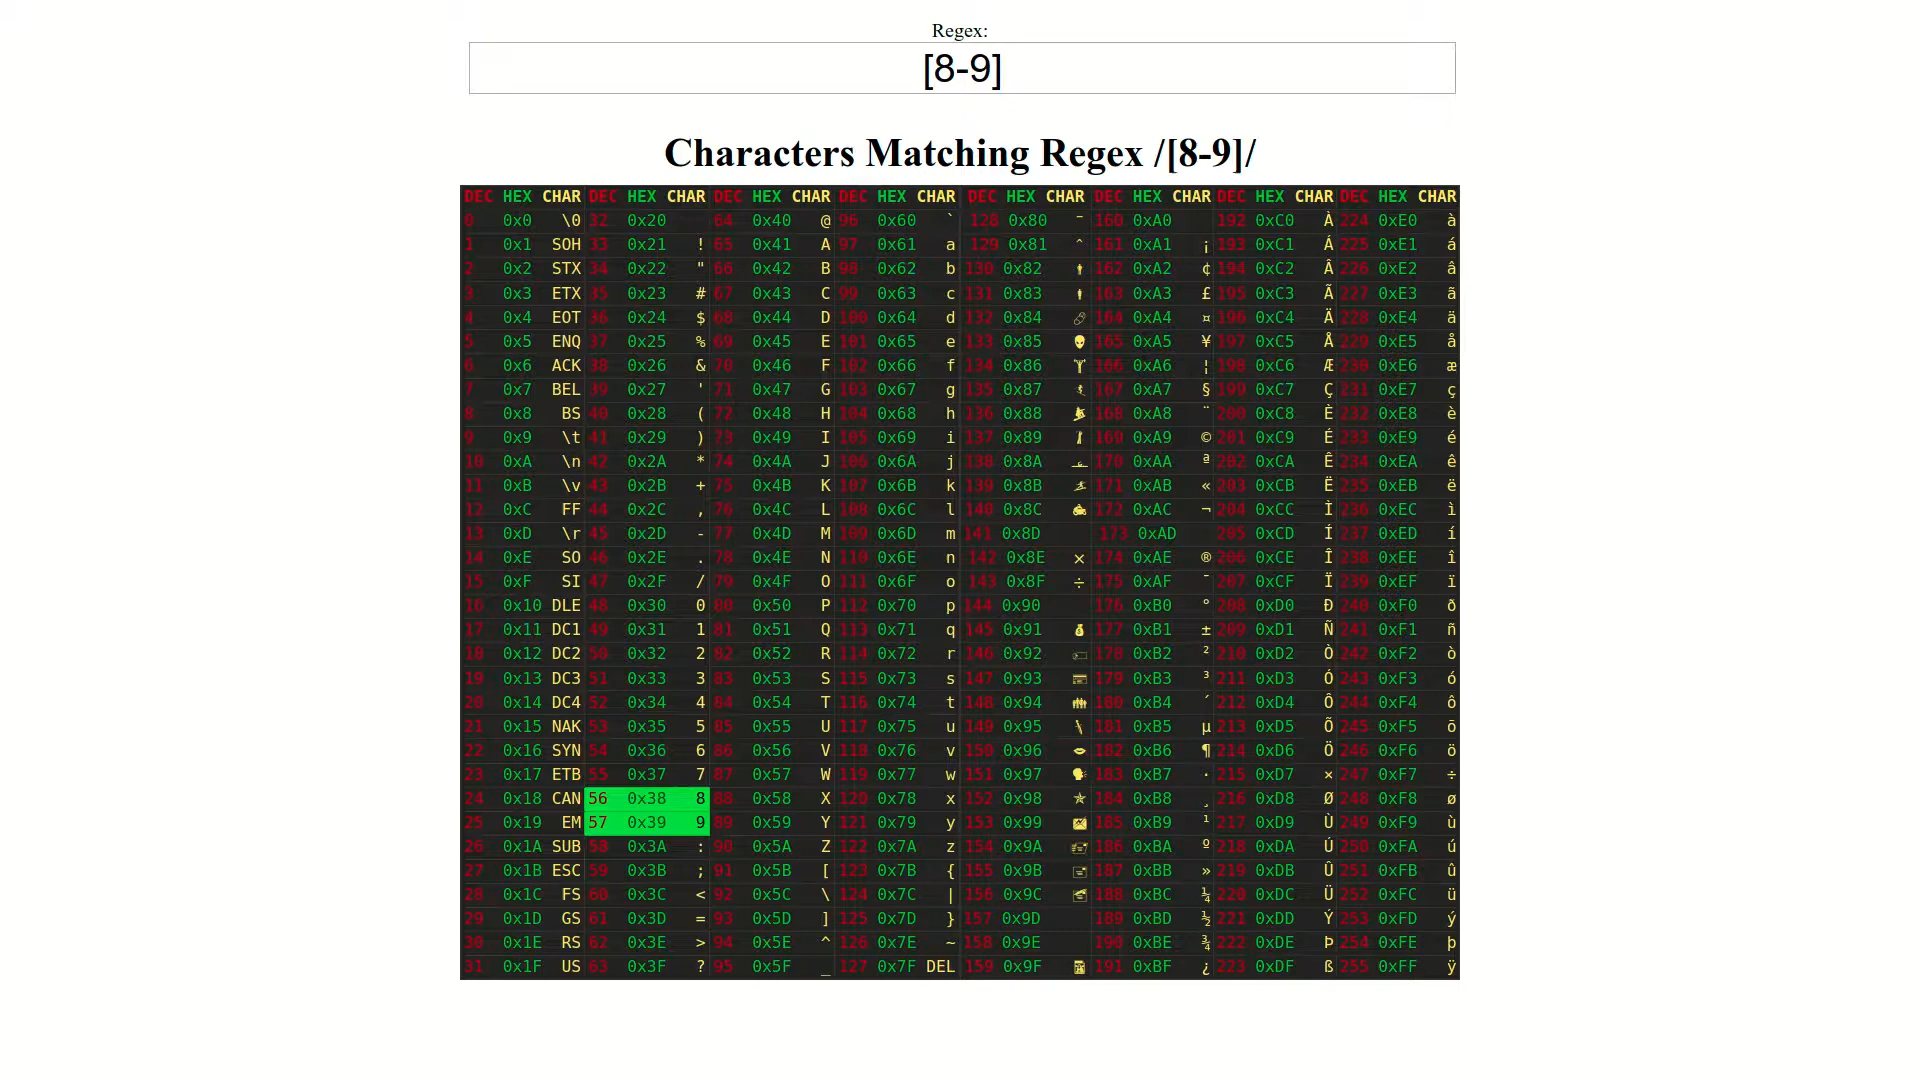 Regex:
[8-9]
Characters Matching Regex /[8-9]/
DEC HEX CHAR DEC HEX CHAR DEC HEX CHAR DEC HEX CHAR DEC HEX CHAR DEC HEX CHAR DEC HEX CHAR DEC HEX CHAR
0 0x0 \0 32 0x20 64 0x40 @ 96 0x60 ` 128 0x80 ¯ 160 0xA0 192 0xC0 À 224 0xE0 à
1 0x1 SOH 33 0x21 ! 65 0x41 A 97 0x61 a 129 0x81 ˆ 161 0xA1 ¡ 193 0xC1 Á 225 0xE1 á
2 0x2 STX 34 0x22 " 66 0x42 B 98 0x62 b 130 0x82 162 0xA2 ¢ 194 0xC2 Â 226 0xE2 â
3 0x3 ETX 35 0x23 # 67 0x43 C 99 0x63 c 131 0x83 163 0xA3 £ 195 0xC3 Ã 227 0xE3 ã
4 0x4 EOT 36 0x24 $ 68 0x44 D 100 0x64 d 132 0x84 164 0xA4 ¤ 196 0xC4 Ä 228 0xE4 ä
5 0x5 ENQ 37 0x25 % 69 0x45 E 101 0x65 e 133 0x85 165 0xA5 ¥ 197 0xC5 Å 229 0xE5 å
6 0x6 ACK 38 0x26 & 70 0x46 F 102 0x66 f 134 0x86 166 0xA6 ¦ 198 0xC6 Æ 230 0xE6 æ
7 0x7 BEL 39 0x27 ' 71 0x47 G 103 0x67 g 135 0x87 167 0xA7 § 199 0xC7 Ç 231 0xE7 ç
8 0x8 BS 40 0x28 ( 72 0x48 H 104 0x68 h 136 0x88 168 0xA8 ¨ 200 0xC8 È 232 0xE8 è
9 0x9 \t 41 0x29 ) 73 0x49 I 105 0x69 i 137 0x89 169 0xA9 © 201 0xC9 É 233 0xE9 é
10 0xA \n 42 0x2A * 74 0x4A J 106 0x6A j 138 0x8A 170 0xAA ª 202 0xCA Ê 234 0xEA ê
11 0xB \v 43 0x2B + 75 0x4B K 107 0x6B k 139 0x8B 171 0xAB « 203 0xCB Ë 235 0xEB ë
12 0xC FF 44 0x2C , 76 0x4C L 108 0x6C l 140 0x8C 172 0xAC ¬ 204 0xCC Ì 236 0xEC ì
13 0xD \r 45 0x2D - 77 0x4D M 109 0x6D m 141 0x8D 173 0xAD 205 0xCD Í 237 0xED í
14 0xE SO 46 0x2E . 78 0x4E N 110 0x6E n 142 0x8E × 174 0xAE ® 206 0xCE Î 238 0xEE î
15 0xF SI 47 0x2F / 79 0x4F O 111 0x6F o 143 0x8F ÷ 175 0xAF ¯ 207 0xCF Ï 239 0xEF ï
16 0x10 DLE 48 0x30 0 80 0x50 P 112 0x70 p 144 0x90 176 0xB0 ° 208 0xD0 Ð 240 0xF0 ð
17 0x11 DC1 49 0x31 1 81 0x51 Q 113 0x71 q 145 0x91 177 0xB1 ± 209 0xD1 Ñ 241 0xF1 ñ
18 0x12 DC2 50 0x32 2 82 0x52 R 114 0x72 r 146 0x92 178 0xB2 ² 210 0xD2 Ò 242 0xF2 ò
19 0x13 DC3 51 0x33 3 83 0x53 S 115 0x73 s 147 0x93 179 0xB3 ³ 211 0xD3 Ó 243 0xF3 ó
20 0x14 DC4 52 0x34 4 84 0x54 T 116 0x74 t 148 0x94 180 0xB4 ´ 212 0xD4 Ô 244 0xF4 ô
21 0x15 NAK 53 0x35 5 85 0x55 U 117 0x75 u 149 0x95 181 0xB5 µ 213 0xD5 Õ 245 0xF5 õ
22 0x16 SYN 54 0x36 6 86 0x56 V 118 0x76 v 150 0x96 182 0xB6 ¶ 214 0xD6 Ö 246 0xF6 ö
23 0x17 ETB 55 0x37 7 87 0x57 W 119 0x77 w 151 0x97 183 0xB7 · 215 0xD7 × 247 0xF7 ÷
24 0x18 CAN 56 0x38 8 88 0x58 X 120 0x78 x 152 0x98 184 0xB8 ¸ 216 0xD8 Ø 248 0xF8 ø
25 0x19 EM 57 0x39 9 89 0x59 Y 121 0x79 y 153 0x99 185 0xB9 ¹ 217 0xD9 Ù 249 0xF9 ù
26 0x1A SUB 58 0x3A : 90 0x5A Z 122 0x7A z 154 0x9A 186 0xBA º 218 0xDA Ú 250 0xFA ú
27 0x1B ESC 59 0x3B ; 91 0x5B [ 123 0x7B { 155 0x9B 187 0xBB » 219 0xDB Û 251 0xFB û
28 0x1C FS 60 0x3C < 92 0x5C \ 124 0x7C | 156 0x9C 188 0xBC ¼ 220 0xDC Ü 252 0xFC ü
29 0x1D GS 61 0x3D = 93 0x5D ] 125 0x7D } 157 0x9D 189 0xBD ½ 221 0xDD Ý 253 0xFD ý
30 0x1E RS 62 0x3E > 94 0x5E ^ 126 0x7E ~ 158 0x9E 190 0xBE ¾ 222 0xDE Þ 254 0xFE þ
31 0x1F US 63 0x3F ? 95 0x5F _ 127 0x7F DEL 159 0x9F 191 0xBF ¿ 223 0xDF ß 255 0xFF ÿ